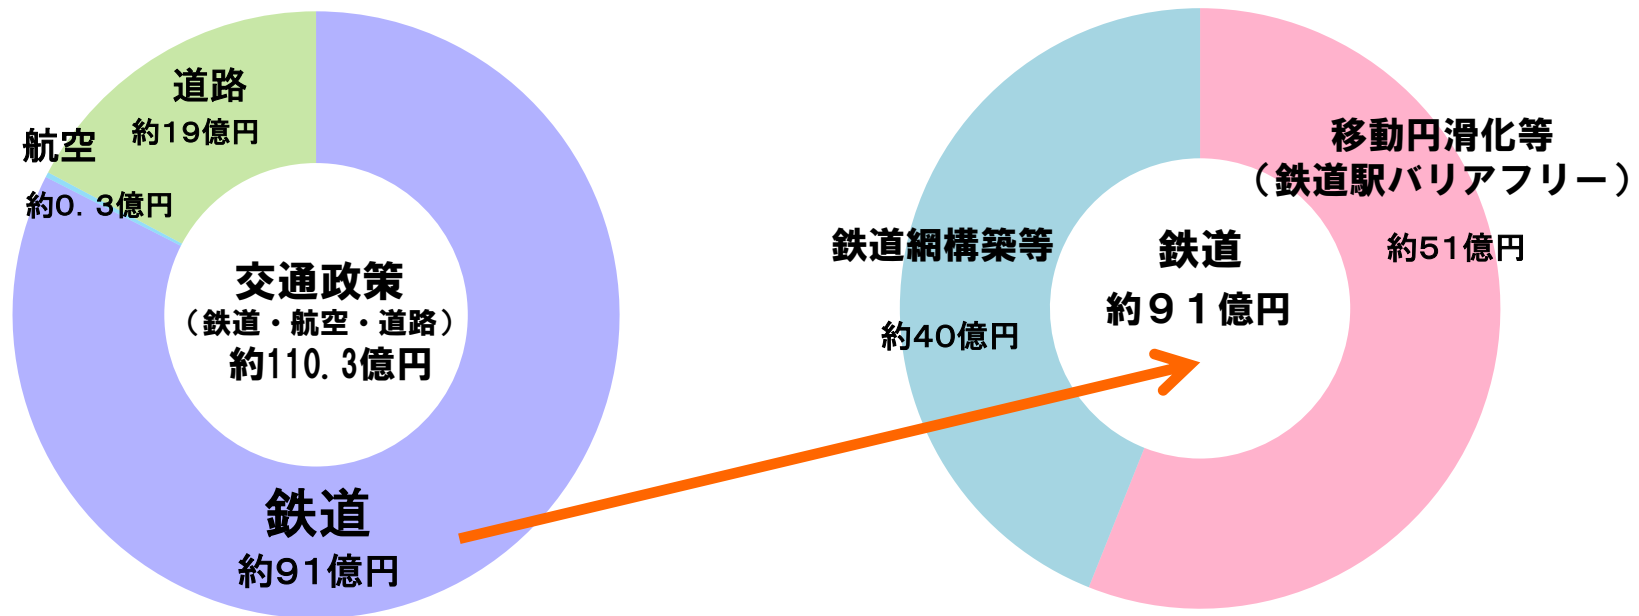 道路
約19億円
航空
約0.3億円
交通政策
（鉄道・航空・道路）
約110.3億円
鉄道
約91億円
移動円滑化等
（鉄道駅バリアフリー）
約51億円
鉄道網構築等
約40億円
鉄道
約９１億円